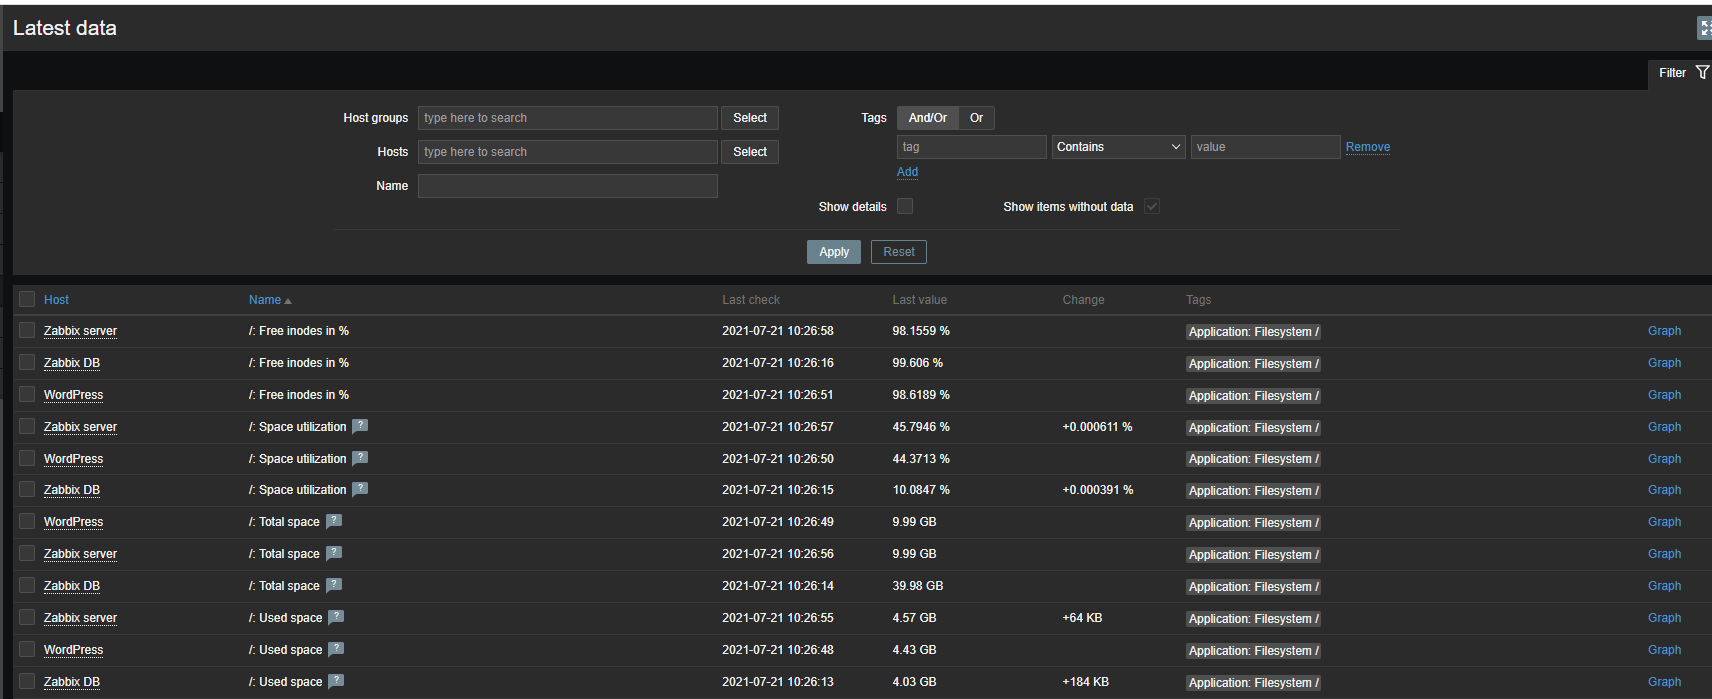 Latest data
Filter
Host groups type here to search Select Tags And/Or Or
Hosts type here to search Select tag Contains value Remove
Add
Name
Show details Show items without data
Apply Reset
Host Name Last check Last value Change Tags
Zabbix server /: Free inodes in % 2021-07-21 10:26:58 98.1559 % Application: Filesystem / Graph
Zabbix DB /: Free inodes in % 2021-07-21 10:26:16 99.606 % Application: Filesystem / Graph
WordPress /: Free inodes in % 2021-07-21 10:26:51 98.6189 % Application: Filesystem / Graph
Zabbix server /: Space utilization ? 2021-07-21 10:26:57 45.7946 % +0.000611 % Application: Filesystem / Graph
WordPress /: Space utilization ? 2021-07-21 10:26:50 44.3713 % Application: Filesystem / Graph
Zabbix DB /: Space utilization ? 2021-07-21 10:26:15 10.0847 % +0.000391 % Application: Filesystem / Graph
WordPress /: Total space ? 2021-07-21 10:26:49 9.99 GB Application: Filesystem / Graph
Zabbix server /: Total space ? 2021-07-21 10:26:56 9.99 GB Application: Filesystem / Graph
Zabbix DB /: Total space ? 2021-07-21 10:26:14 39.98 GB Application: Filesystem / Graph
Zabbix server /: Used space ? 2021-07-21 10:26:55 4.57 GB +64 KB Application: Filesystem / Graph
WordPress /: Used space ? 2021-07-21 10:26:48 4.43 GB Application: Filesystem / Graph
Zabbix DB /: Used space ? 2021-07-21 10:26:13 4.03 GB +184 KB Application: Filesystem / Graph